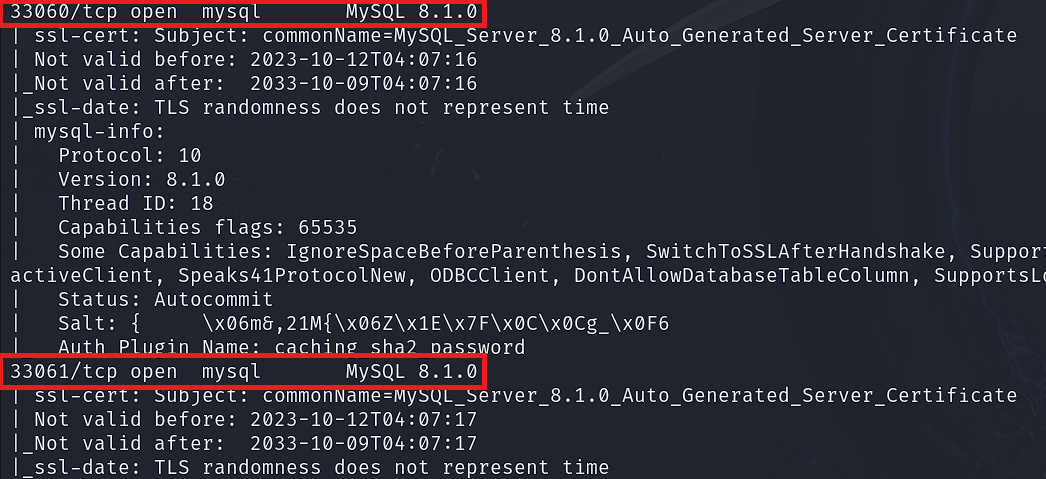 33060/tcp open  mysql       MySQL 8.1.0
| ssl-cert: Subject: commonName=MySQL_Server_8.1.0_Auto_Generated_Server_Certificate
| Not valid before: 2023-10-12T04:07:16
|_Not valid after:  2033-10-09T04:07:16
|_ssl-date: TLS randomness does not represent time
| mysql-info:
|   Protocol: 10
|   Version: 8.1.0
|   Thread ID: 18
|   Capabilities flags: 65535
|   Some Capabilities: IgnoreSpaceBeforeParenthesis, SwitchToSSLAfterHandshake, Support
activeClient, Speaks41ProtocolNew, ODBCClient, DontAllowDatabaseTableColumn, SupportsLo
|   Status: Autocommit
|   Salt: {     \x06m&,21M{\x06Z\x1E\x7F\x0C\x0Cg_\x0F6
|   Auth Plugin Name: caching_sha2_password
33061/tcp open  mysql       MySQL 8.1.0
| ssl-cert: Subject: commonName=MySQL_Server_8.1.0_Auto_Generated_Server_Certificate
| Not valid before: 2023-10-12T04:07:17
|_Not valid after:  2033-10-09T04:07:17
|_ssl-date: TLS randomness does not represent time